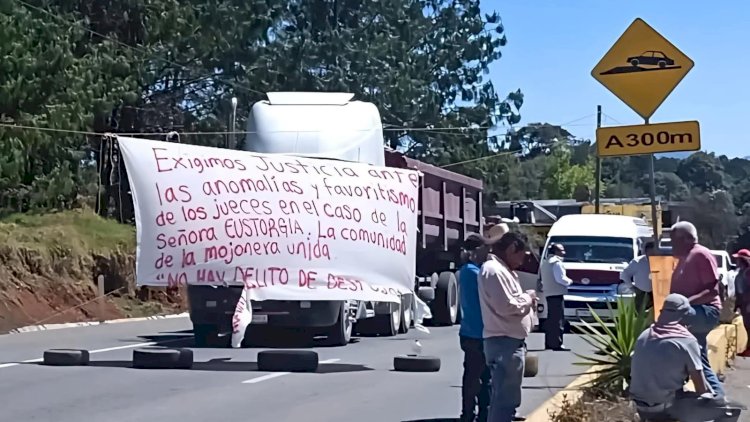 Exigimos Justicia ante
las anomalías y favoritismo
de los jueces en el caso de la
Señora EUSTORGIA. La comunidad
de la mojonera unida
"NO HAY DELITO DE
A 300m